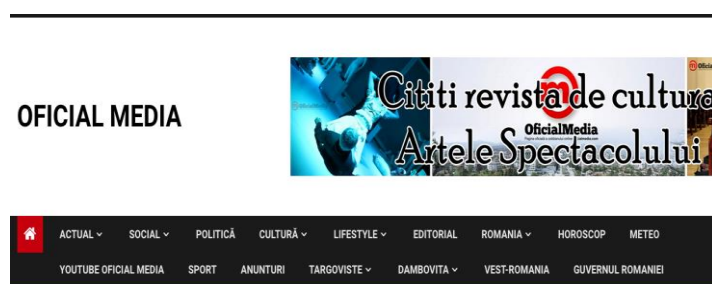 OFICIAL MEDIA
Cititi revista de cultura
OficialMedia
Artele Spectacolului
ACTUAL SOCIAL POLITICĂ CULTURĂ LIFESTYLE EDITORIAL ROMANIA HOROSCOP METEO
YOUTUBE OFICIAL MEDIA SPORT ANUNTURI TARGOVISTE DAMBOVITA VEST-ROMANIA GUVERNUL ROMANIEI